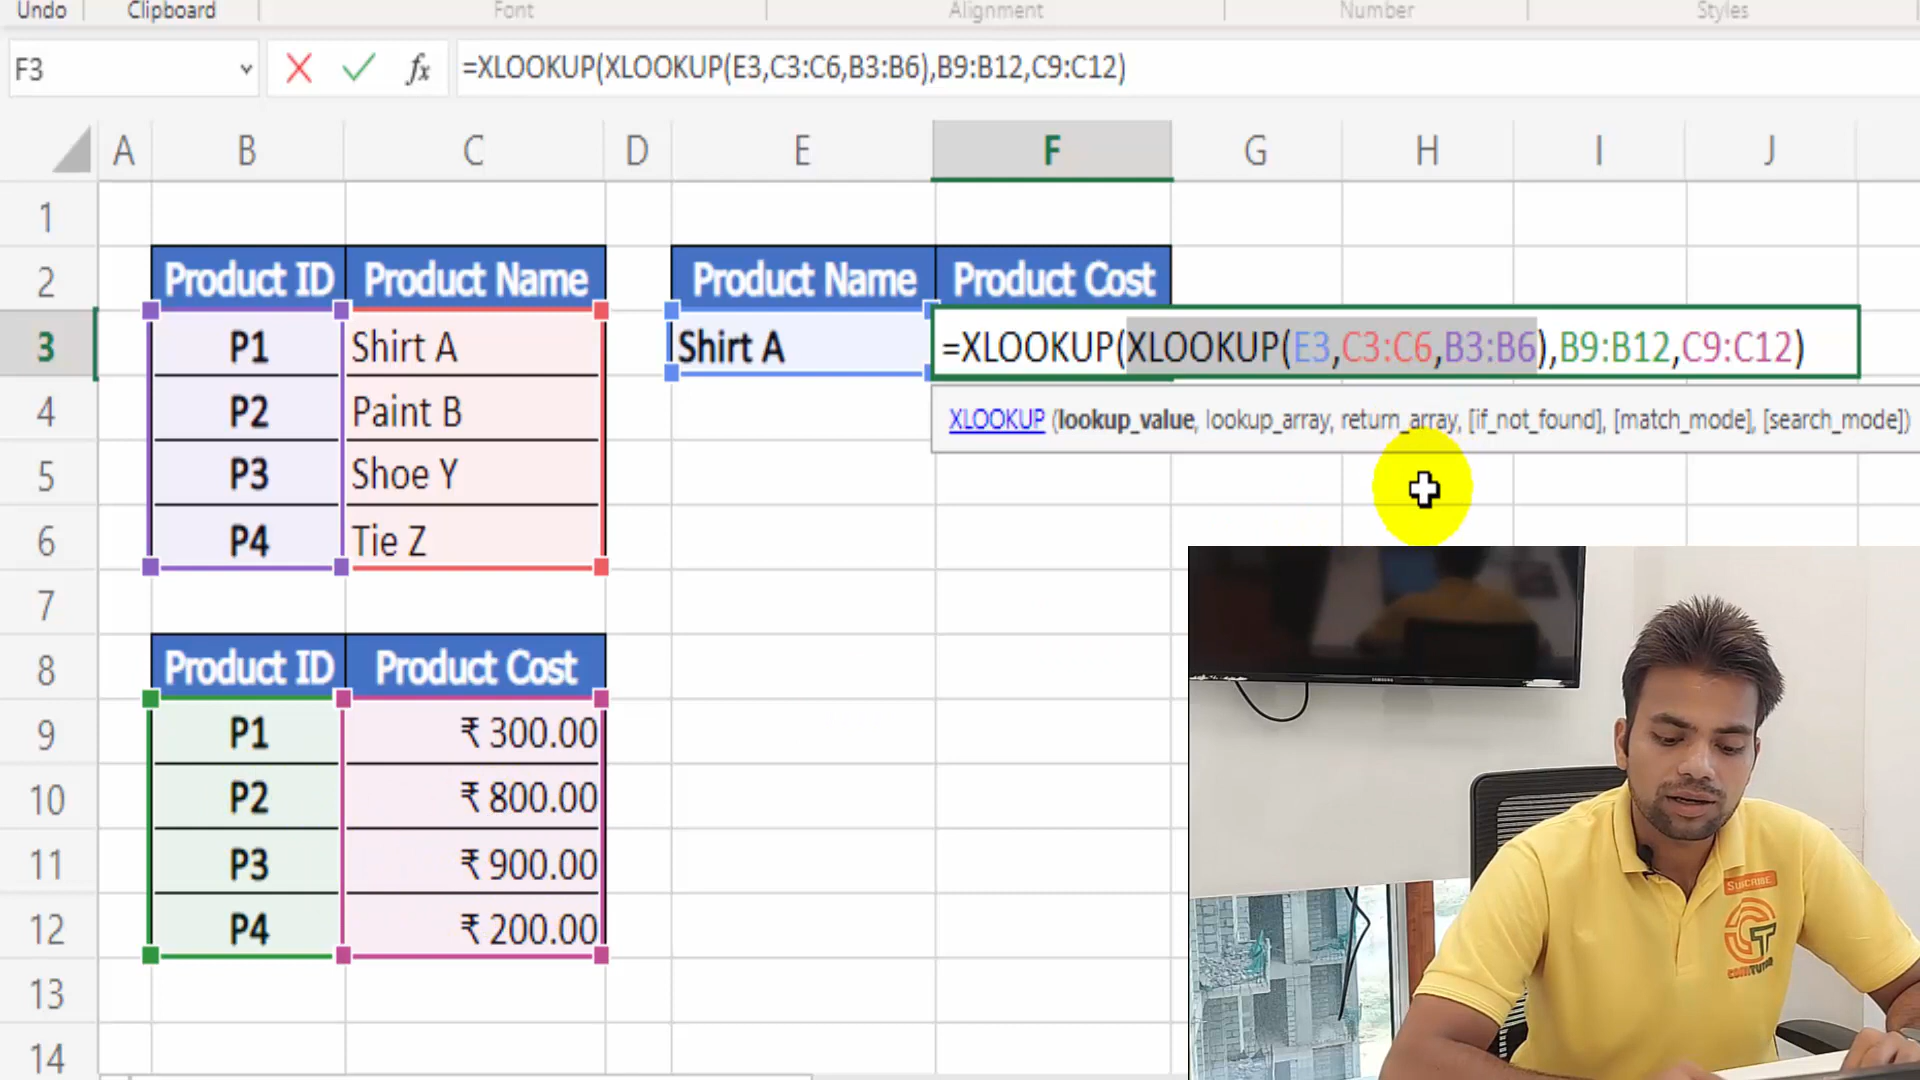 Undo Clipboard Font Alignment Number Styles
F3 fx =XLOOKUP(XLOOKUP(E3,C3:C6,B3:B6),B9:B12,C9:C12)
A B C D E F G H I J
1
2 Product ID Product Name Product Name Product Cost
3 P1 Shirt A Shirt A =XLOOKUP(XLOOKUP(E3,C3:C6,B3:B6),B9:B12,C9:C12)
4 P2 Paint B XLOOKUP (lookup_value, lookup_array, return_array, [if_not_found], [match_mode], [search_mode])
5 P3 Shoe Y
6 P4 Tie Z
7
8 Product ID Product Cost
9 P1 ₹ 300.00
10 P2 ₹ 800.00
11 P3 ₹ 900.00
12 P4 ₹ 200.00
13
14